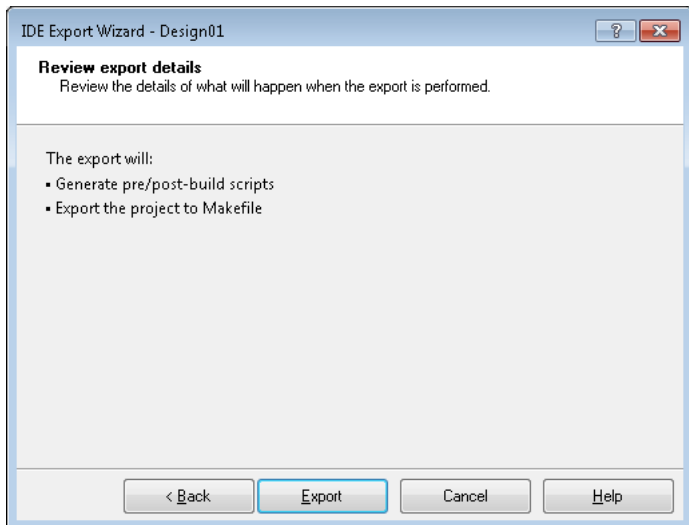 IDE Export Wizard - Design01
Review export details
Review the details of what will happen when the export is performed.
The export will:
▪ Generate pre/post-build scripts
▪ Export the project to Makefile
< Back
Export
Cancel
Help